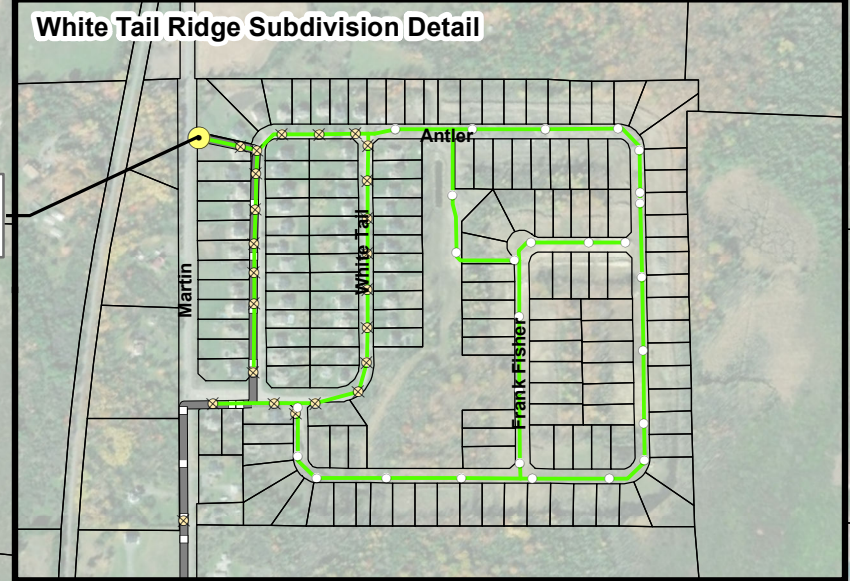 White Tail Ridge Subdivision Detail
Antler
White Tail
Martin
Frank Fisher